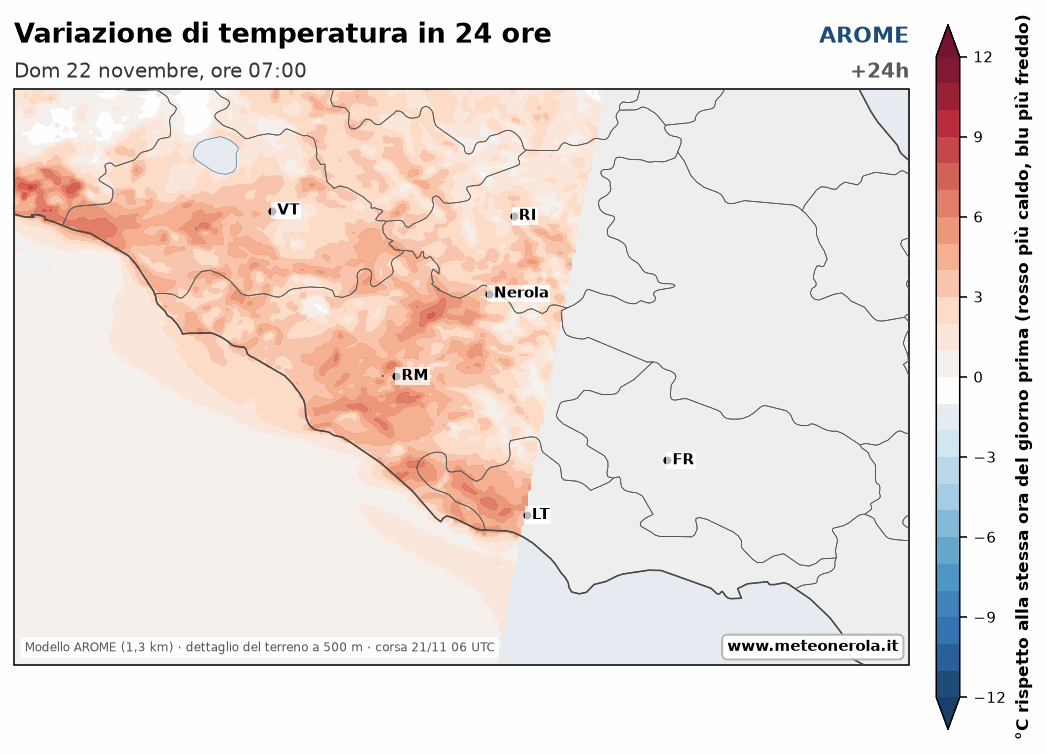 Variazione di temperatura in 24 ore
AROME
Dom 22 novembre, ore 07:00
+24h
VT
RI
Nerola
RM
FR
LT
Modello AROME (1,3 km) · dettaglio del terreno a 500 m · corsa 21/11 06 UTC
www.meteonerola.it
12
9
6
3
0
−3
−6
−9
−12
°C rispetto alla stessa ora del giorno prima (rosso più caldo, blu più freddo)